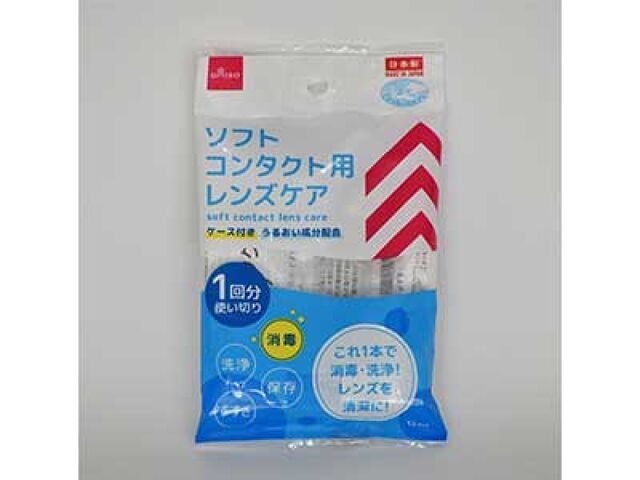 DAISO
日本製
MADE IN JAPAN
ソフト
コンタクト用
レンズケア
soft contact lens care
ケース付き うるおい成分配合
1回分
使い切り
消毒
洗浄
保存
すすぎ
これ1本で
消毒・洗浄!
レンズを
清潔に!